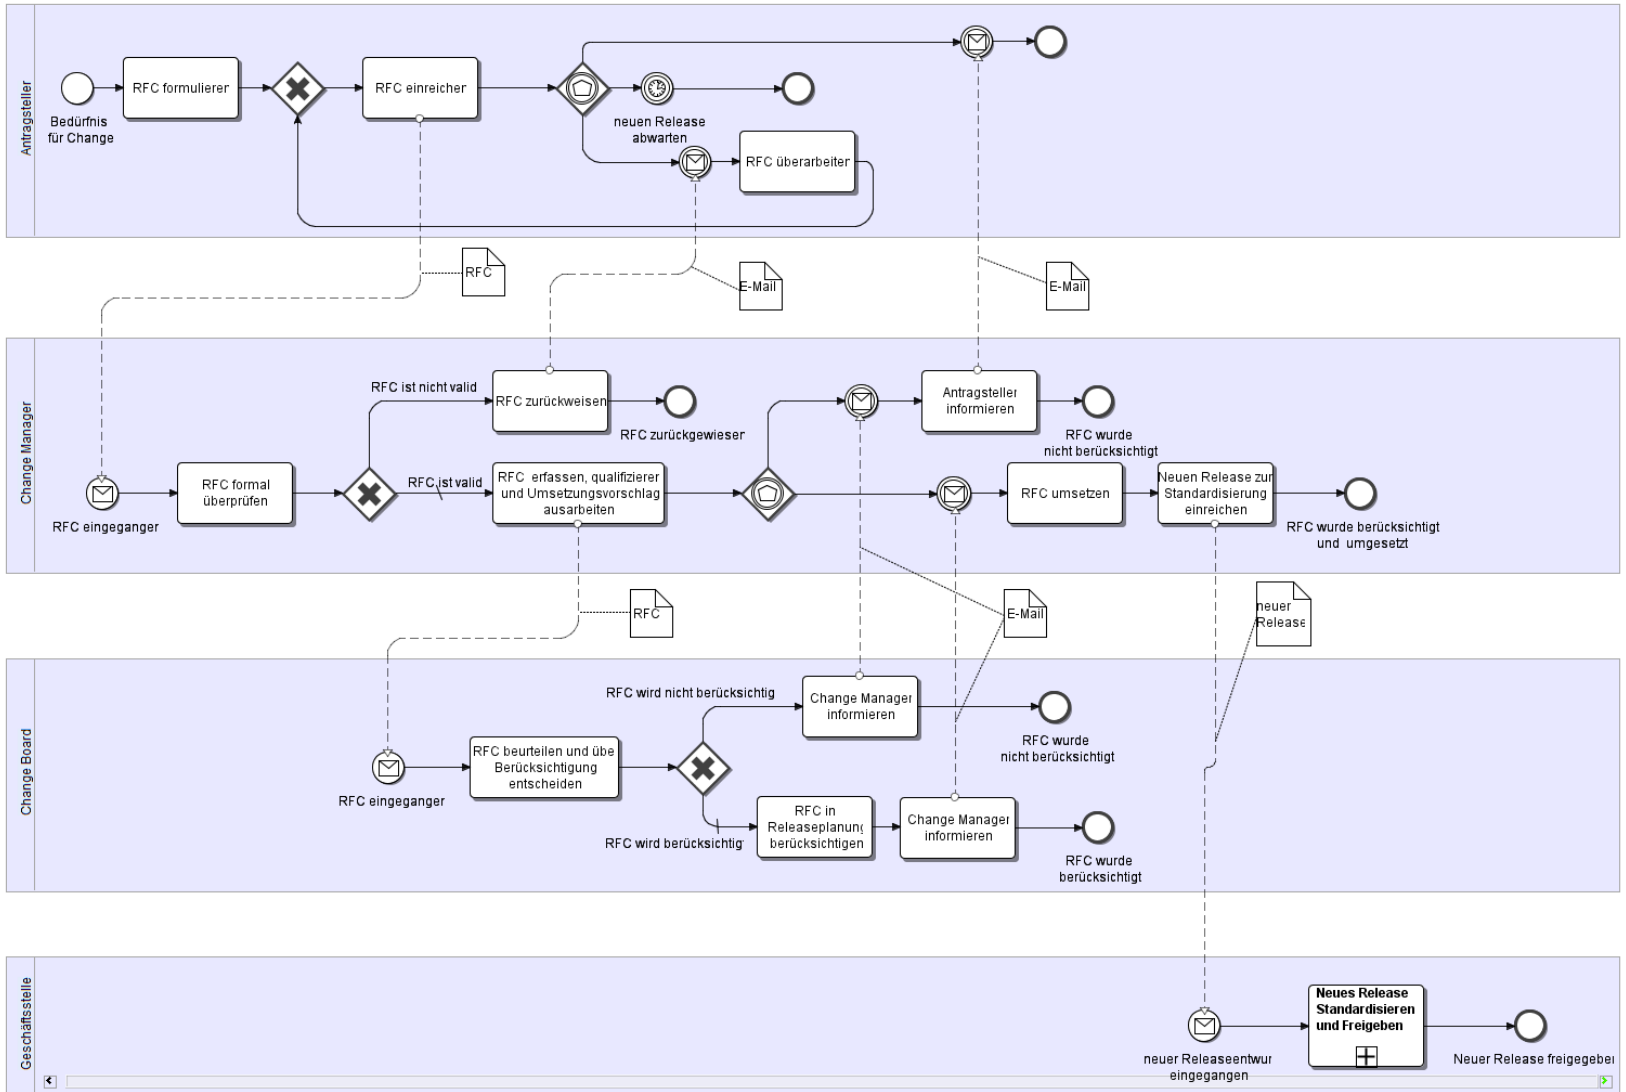 Antragsteller
Bedürfnis
für Change
RFC formulieren
RFC einreichen
neuen Release
abwarten
RFC überarbeiten
RFC
E-Mail
E-Mail
Change Manager
RFC eingeganger
RFC formal
überprüfen
RFC ist nicht valid
RFC ist valid
RFC zurückweisen
RFC zurückgewieser
RFC erfassen, qualifizierer
und Umsetzungsvorschlag
ausarbeiten
Antragsteller
informieren
RFC wurde
nicht berücksichtigt
RFC umsetzen
Neuen Release zur
Standardisierung
einreichen
RFC wurde berücksichtigt
und umgesetzt
RFC
E-Mail
neuer
Release
Change Board
RFC eingeganger
RFC beurteilen und übe
Berücksichtigung
entscheiden
RFC wird nicht berücksichtig
RFC wird berücksichtig
Change Manager
informieren
RFC wurde
nicht berücksichtigt
RFC in
Releaseplanung
berücksichtigen
Change Manager
informieren
RFC wurde
berücksichtigt
Geschäftsstelle
neuer Releaseentwur
eingegangen
Neues Release
Standardisieren
und Freigeben
Neuer Release freigegeber